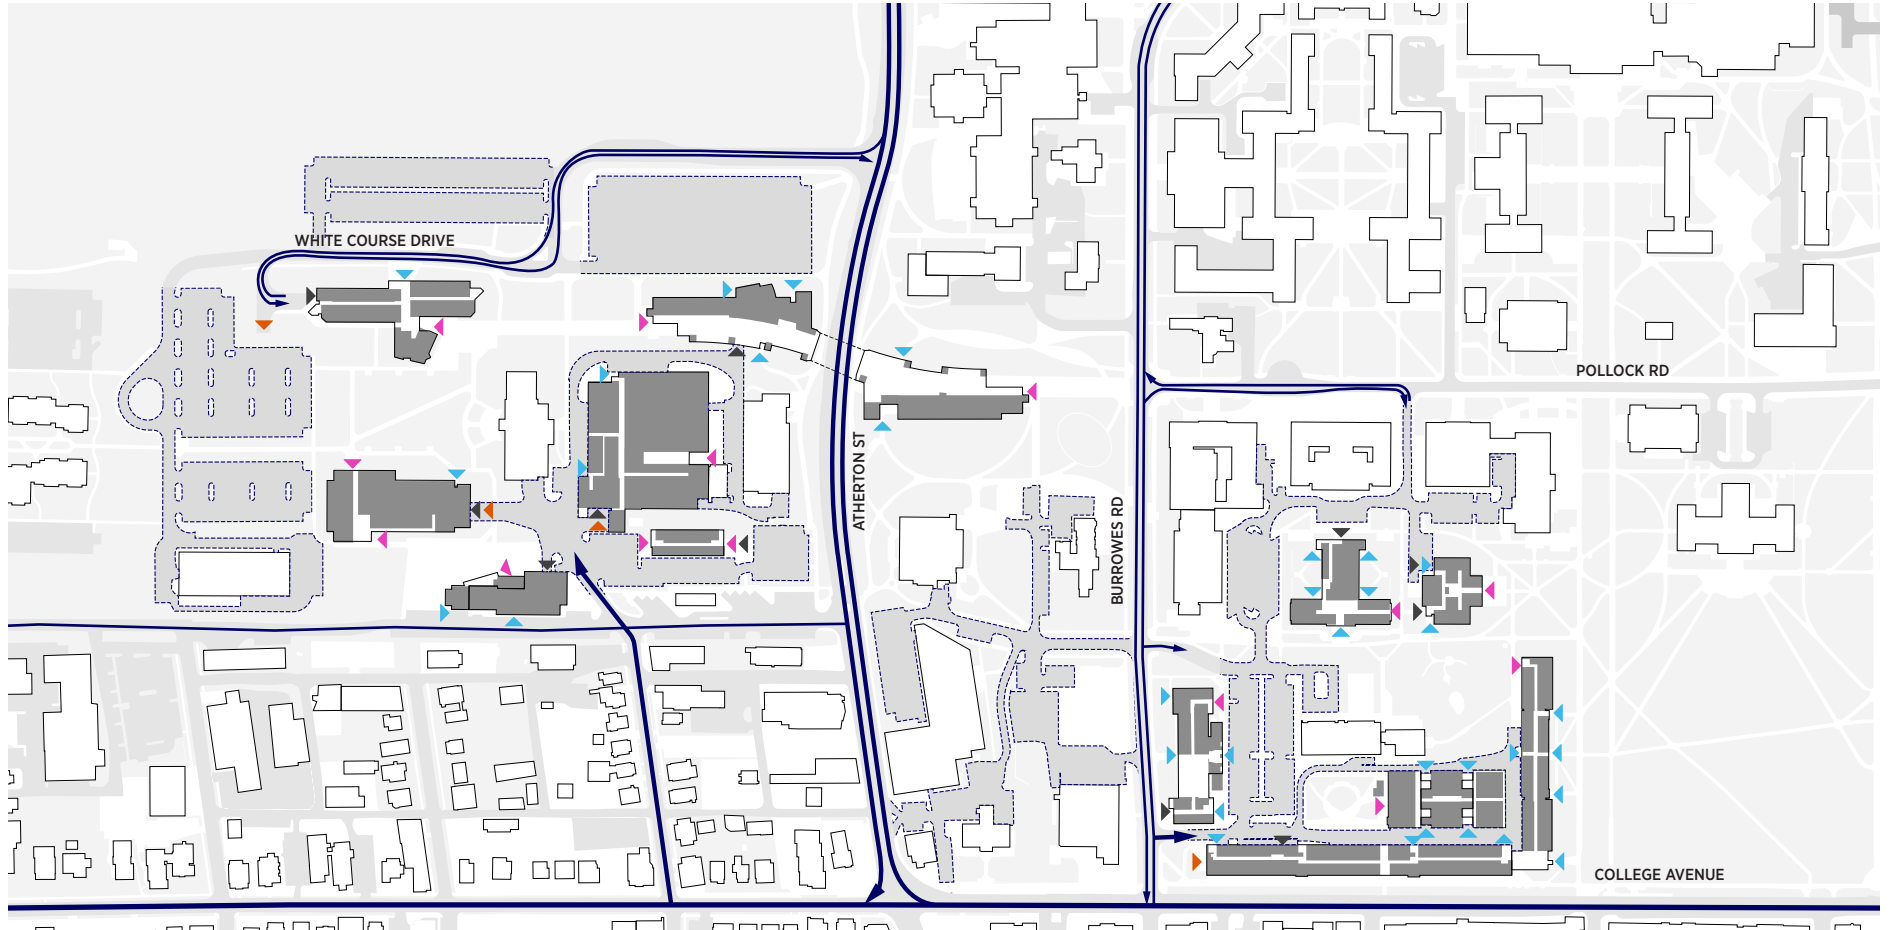 WHITE COURSE DRIVE
POLLOCK RD
ATHERTON ST
BURROWES RD
COLLEGE AVENUE